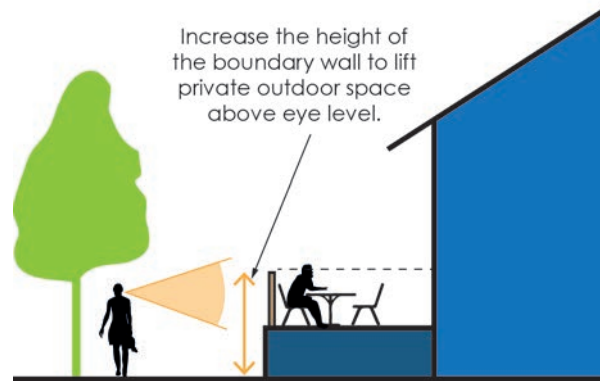 Increase the height of
the boundary wall to lift
private outdoor space
above eye level.